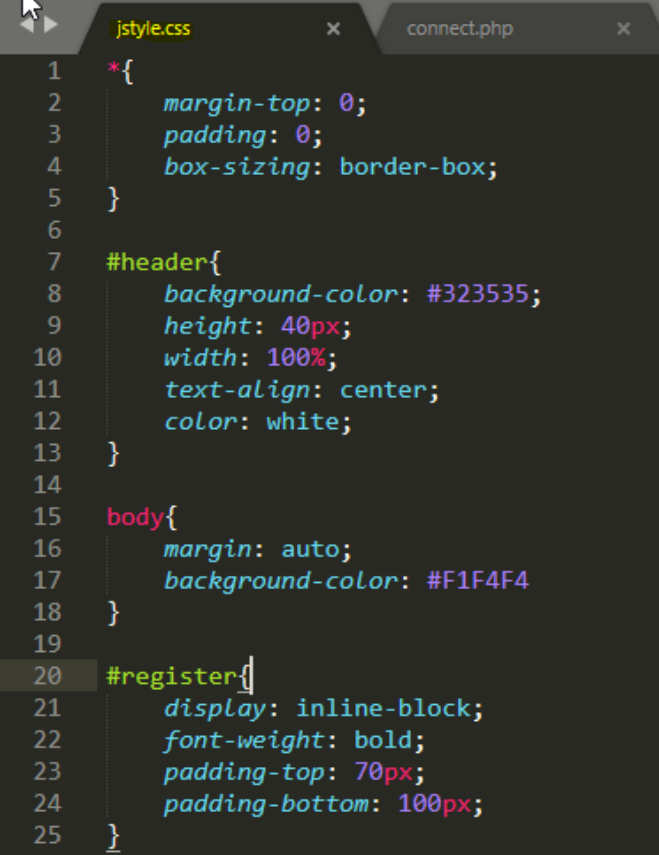 jstyle.css × connect.php ×
1 *{
2     margin-top: 0;
3     padding: 0;
4     box-sizing: border-box;
5 }
6
7 #header{
8     background-color: #323535;
9     height: 40px;
10     width: 100%;
11     text-align: center;
12     color: white;
13 }
14
15 body{
16     margin: auto;
17     background-color: #F1F4F4
18 }
19
20 #register{
21     display: inline-block;
22     font-weight: bold;
23     padding-top: 70px;
24     padding-bottom: 100px;
25 }